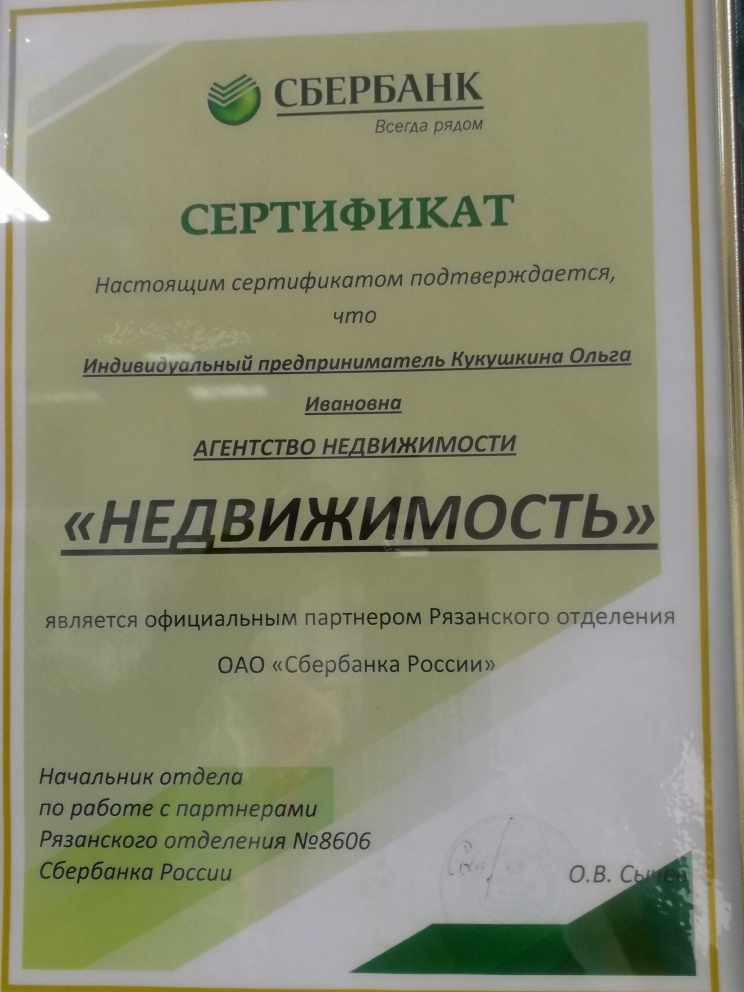 СБЕРБАНК
Всегда рядом
СЕРТИФИКАТ
Настоящим сертификатом подтверждается,
что
Индивидуальный предприниматель Кукушкина Ольга
Ивановна
АГЕНТСТВО НЕДВИЖИМОСТИ
«НЕДВИЖИМОСТЬ»
является официальным партнером Рязанского отделения
ОАО «Сбербанка России»
Начальник отдела
по работе с партнерами
Рязанского отделения №8606
Сбербанка России
О.В. Сычев